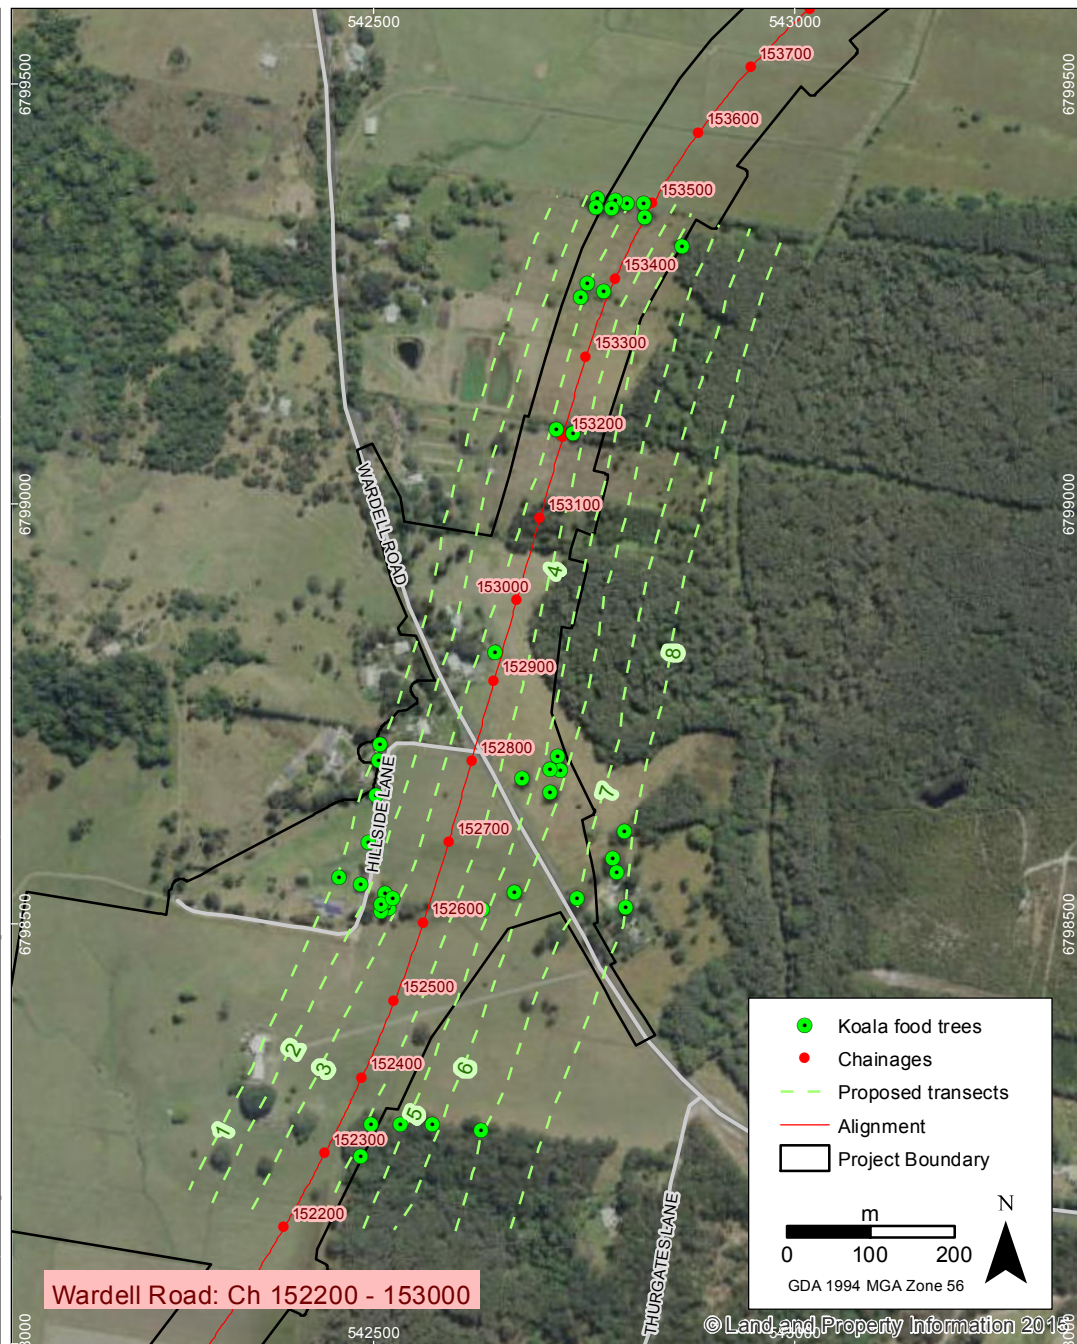 542500
543000
6799500
6799500
153700
153600
153500
153400
153300
153200
153100
6799000
6799000
WARDELL ROAD
4
153000
8
152900
152800
HILLSIDE LANE
7
152700
152600
6798500
6798500
152500
2
3
152400
6
5
1
152300
152200
THURGATES LANE
Koala food trees
Chainages
Proposed transects
Alignment
Project Boundary
m
0 100 200
N
GDA 1994 MGA Zone 56
Wardell Road: Ch 152200 - 153000
© Land and Property Information 2015
542500